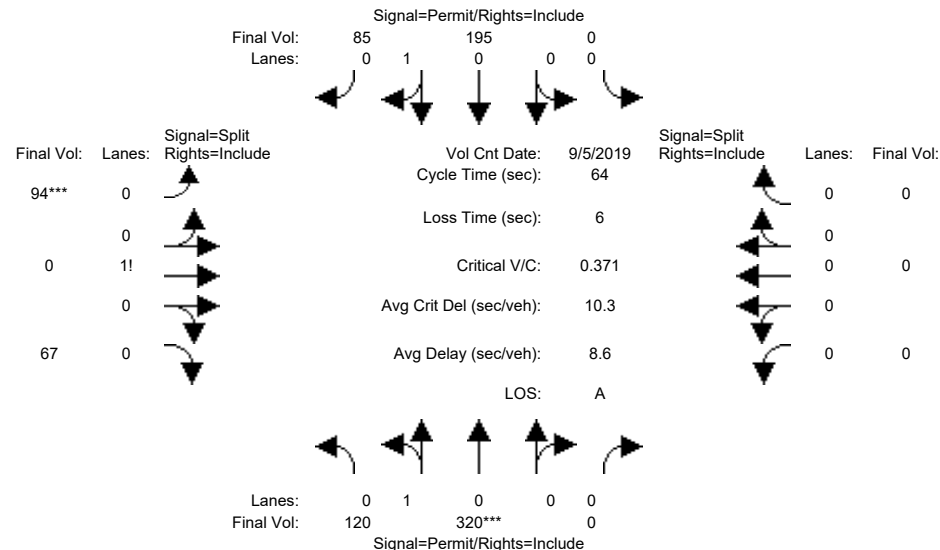 Signal=Permit/Rights=Include
Final Vol: 85 195 0
Lanes: 0 1 0 0 0
Signal=Split
Final Vol: Lanes: Rights=Include
Vol Cnt Date: 9/5/2019
Signal=Split
Rights=Include Lanes: Final Vol:
Cycle Time (sec): 64
94*** 0
0 0
Loss Time (sec): 6
0
0
0 1!
Critical V/C: 0.371
0 0
0
Avg Crit Del (sec/veh): 10.3
0
67 0
Avg Delay (sec/veh): 8.6
0 0
LOS: A
Lanes: 0 1 0 0 0
Final Vol: 120 320*** 0
Signal=Permit/Rights=Include